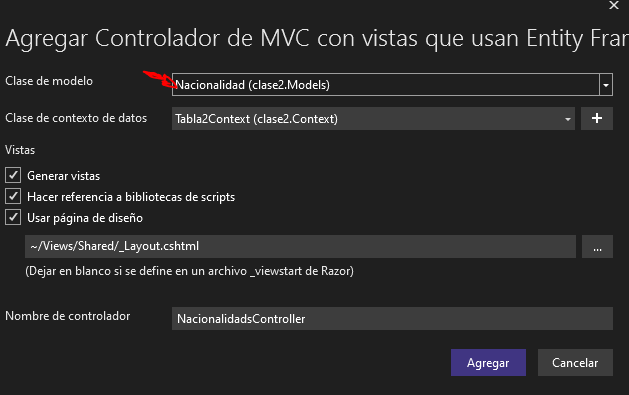 Agregar Controlador de MVC con vistas que usan Entity Fran
Clase de modelo
Nacionalidad (clase2.Models)
Clase de contexto de datos
Tabla2Context (clase2.Context)
Vistas
Generar vistas
Hacer referencia a bibliotecas de scripts
Usar página de diseño
~/Views/Shared/_Layout.cshtml
...
(Dejar en blanco si se define en un archivo _viewstart de Razor)
Nombre de controlador
NacionalidadsController
Agregar
Cancelar